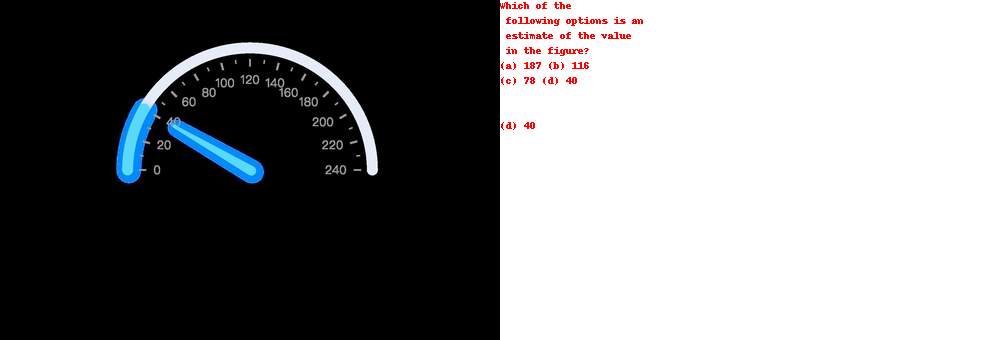 0
20
40
60
80
100
120
140
160
180
200
220
240
Which of the
following options is an
estimate of the value
in the figure?
(a) 187 (b) 116
(c) 78 (d) 40
(d) 40